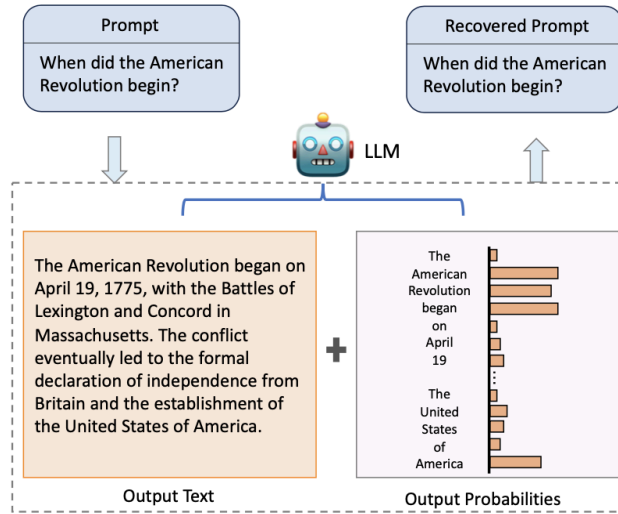 Prompt
When did the American
Revolution begin?
Recovered Prompt
When did the American
Revolution begin?
LLM
The American Revolution began on
April 19, 1775, with the Battles of
Lexington and Concord in
Massachusetts. The conflict
eventually led to the formal
declaration of independence from
Britain and the establishment of
the United States of America.
Output Text
+
The
American
Revolution
began
on
April
19
⋮
The
United
States
of
America
Output Probabilities